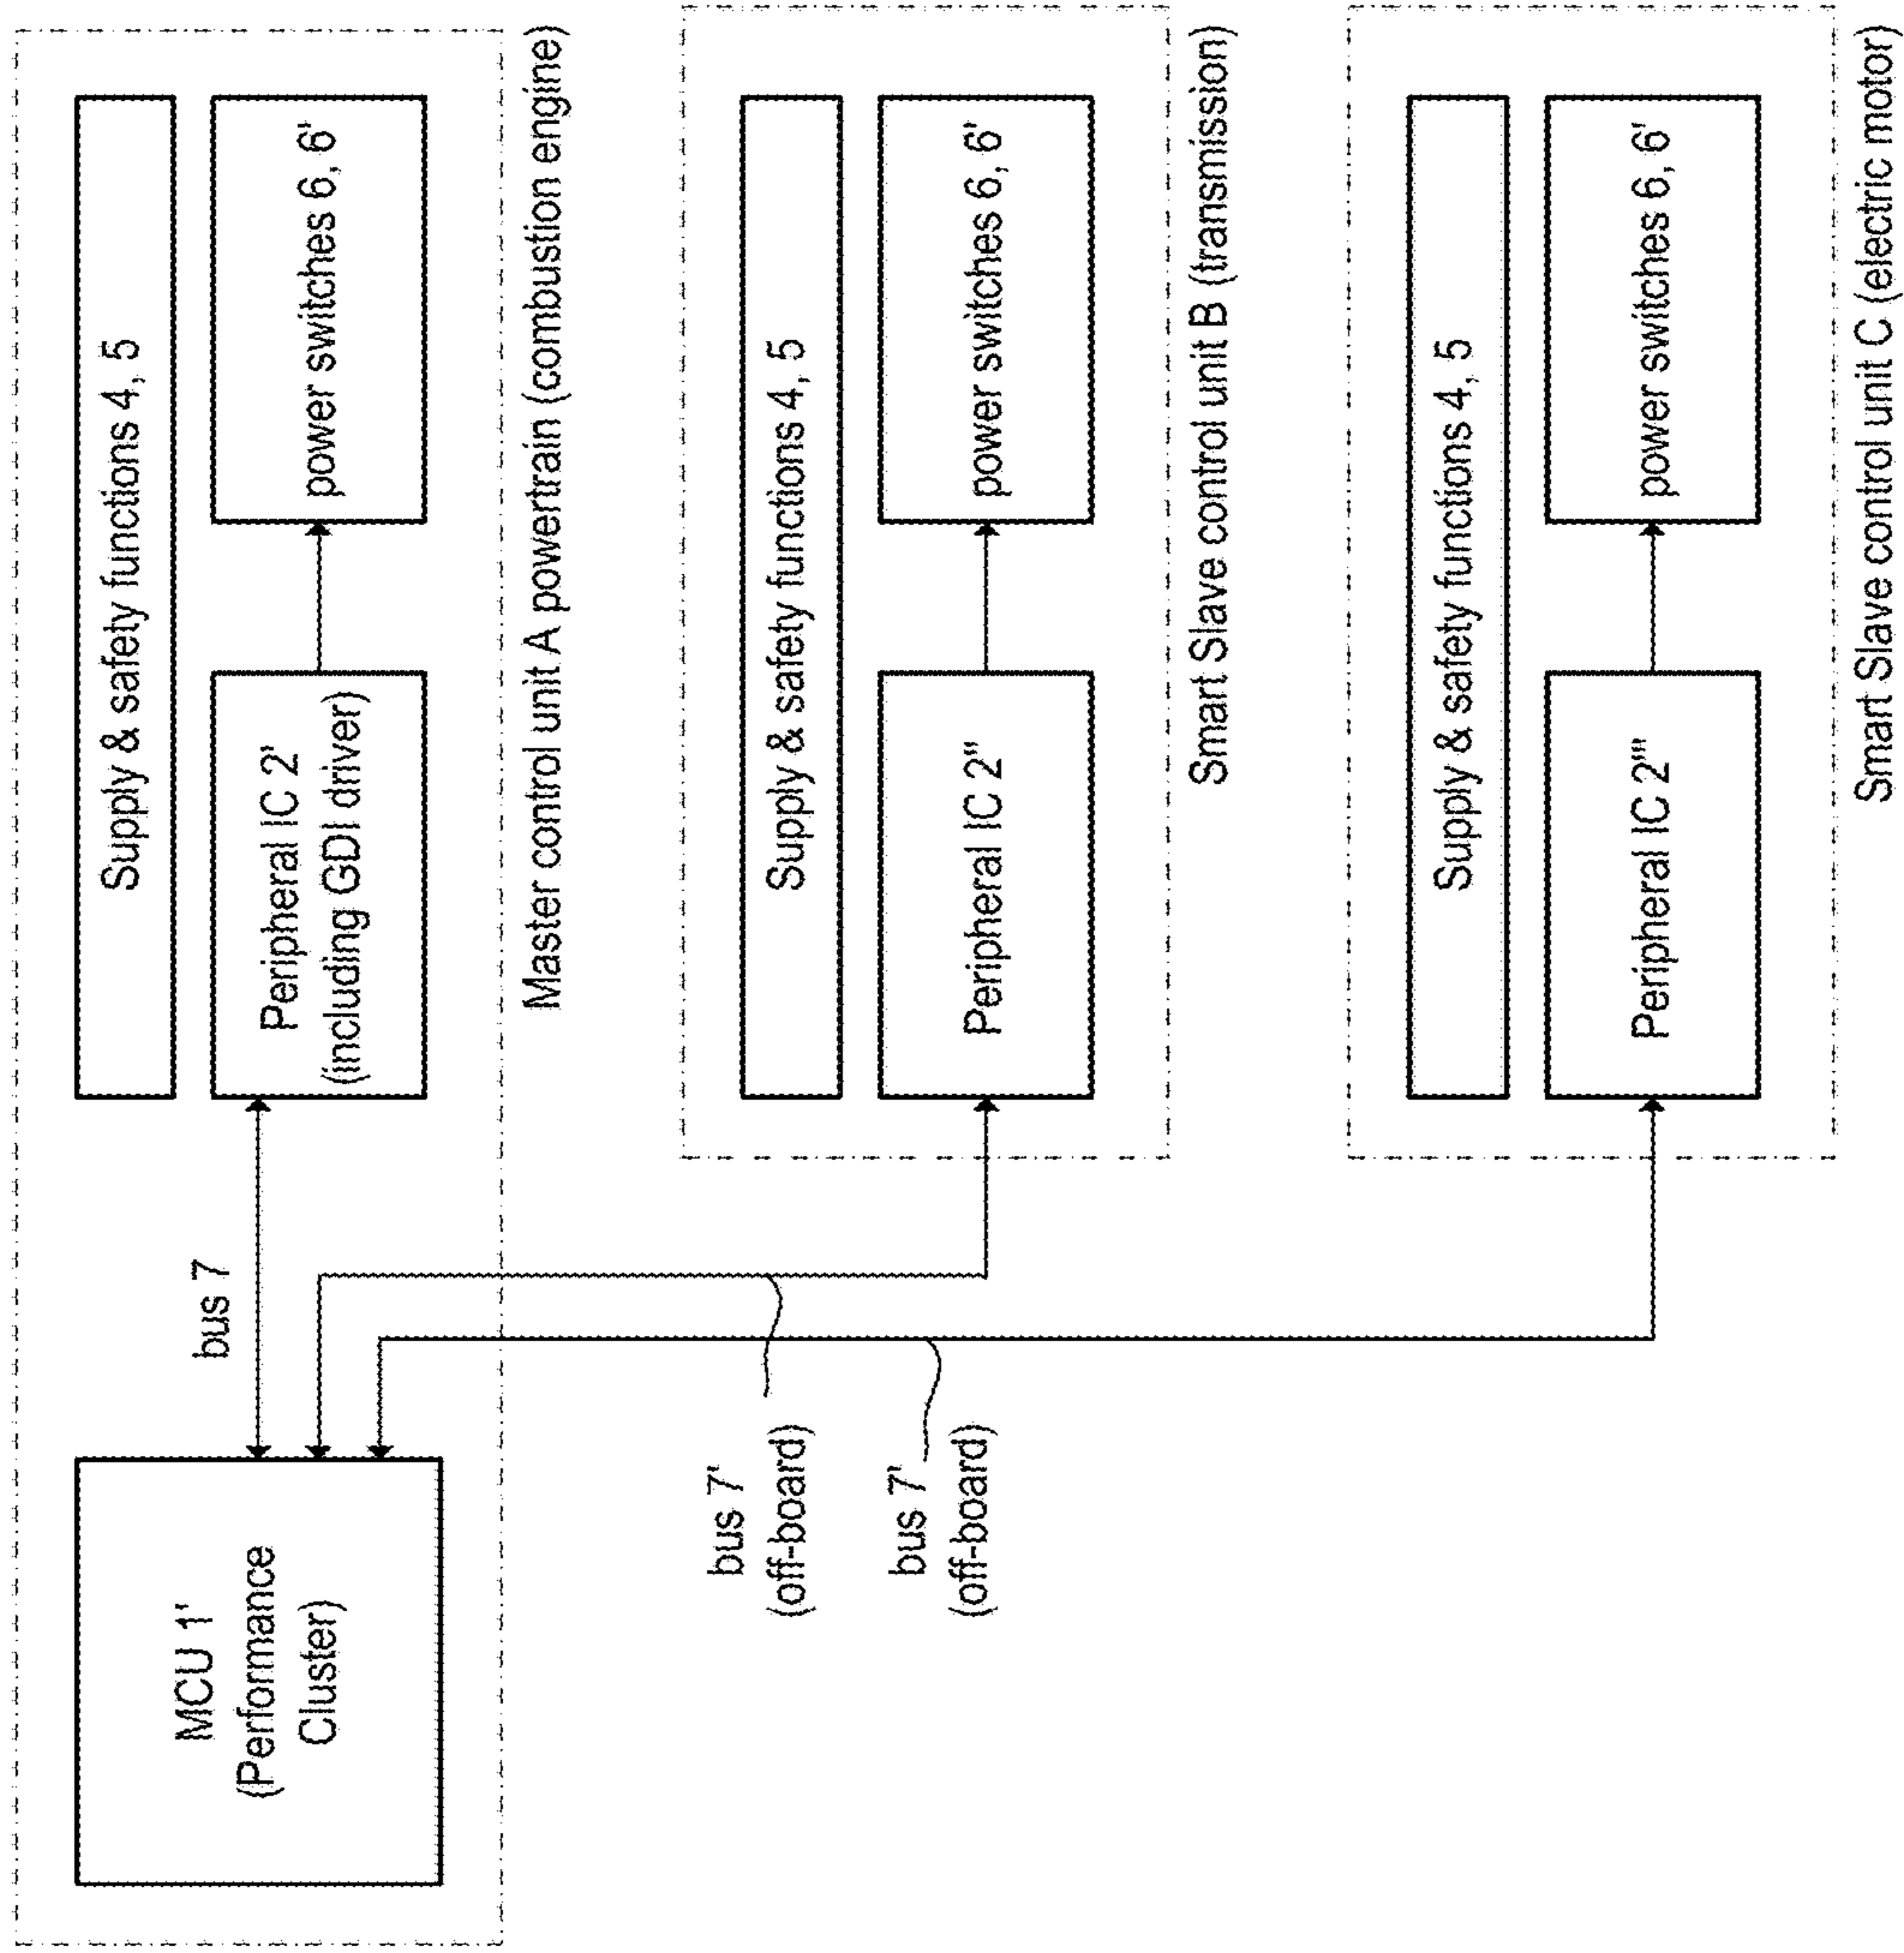 MCU 1'
(Performance
Cluster)
bus 7
Supply & safety functions 4, 5
Peripheral IC 2'
(including GDI driver)
power switches 6, 6'
Master control unit A powertrain (combustion engine)
bus 7'
(off-board)
bus 7'
(off-board)
Supply & safety functions 4, 5
Peripheral IC 2"
power switches 6, 6'
Smart Slave control unit B (transmission)
Supply & safety functions 4, 5
Peripheral IC 2'"
power switches 6, 6'
Smart Slave control unit C (electric motor)